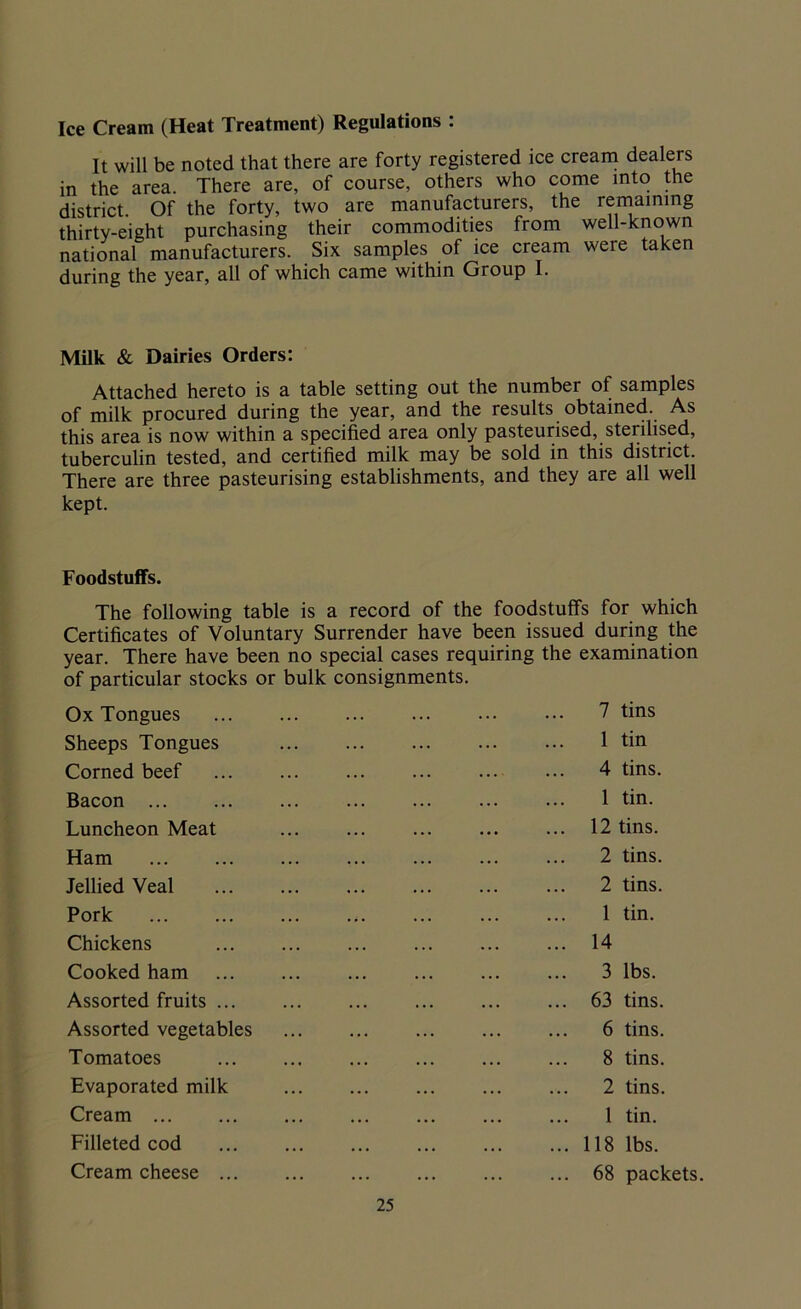 Ice Cream (Heat Treatment) Regulations :
It will be noted that there are forty registered ice cream dealers
in the area. There are, of course, others who come into the
district. Of the forty, two are manufacturers, the remaining
thirty-eight purchasing their commodities from well-known
national manufacturers. Six samples of ice cream were taken
during the year, all of which came within Group I.
Milk & Dairies Orders:
Attached hereto is a table setting out the number of samples
of milk procured during the year, and the results obtained. As
this area is now within a specified area only pasteurised, sterilised,
tuberculin tested, and certified milk may be sold in this district.
There are three pasteurising establishments, and they are all well
kept.
Foodstuffs.
The following table is a record of the foodstuffs for which
Certificates of Voluntary Surrender have been issued during the
year. There have been no special cases requiring the examination
of particular stocks or bulk consignments.
Ox Tongues ... ... ... ... ... ... 7 tins
Sheeps Tongues ... ... ... ... ... 1 tin
Corned beef ... ... ... ... ... ... 4 tins.
Bacon ... ... ... ... ... ... ... 1 tin.
Luncheon Meat ... ... ... ... ... 12 tins.
Ham ... ... ... ... ... ... ... 2 tins.
Jellied Veal ... ... ... ... ... ... 2 tins.
Pork ... ... ... ... ... ... ... 1 tin.
Chickens ... ... ... ... ... ... 14
Cooked ham ... ... ... ... ... ... 3 lbs.
Assorted fruits ... ... ... ... ... ... 63 tins.
Assorted vegetables ... ... ... ... ... 6 tins.
Tomatoes ... ... ... ... ... ... 8 tins.
Evaporated milk ... ... ... ... ... 2 tins.
Cream ... ... ... ... ... ... ... 1 tin.
Filleted cod ... ... ... ... ... ... 118 lbs.
Cream cheese ... ... ... ... ... ... 68 packets.
25